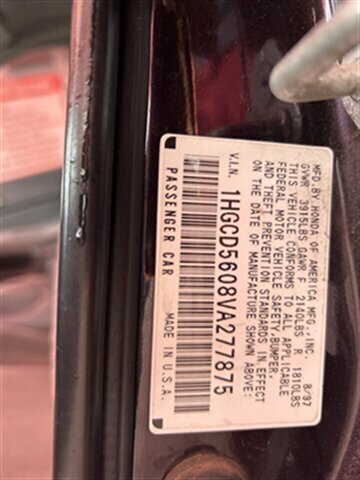 MFD.BY HONDA OF AMERICA MFG.,INC. 8/97
GVWR 3915LBS GAWR F 2140LBS R 1810LBS
THIS VEHICLE CONFORMS TO ALL APPLICABLE
FEDERAL MOTOR VEHICLE SAFETY,BUMPER,
AND THEFT PREVENTION STANDARDS IN EFFECT
ON THE DATE OF MANUFACTURE SHOWN ABOVE:
V.I.N. 1HGCD5608VA277875
PASSENGER CAR MADE IN U.S.A.